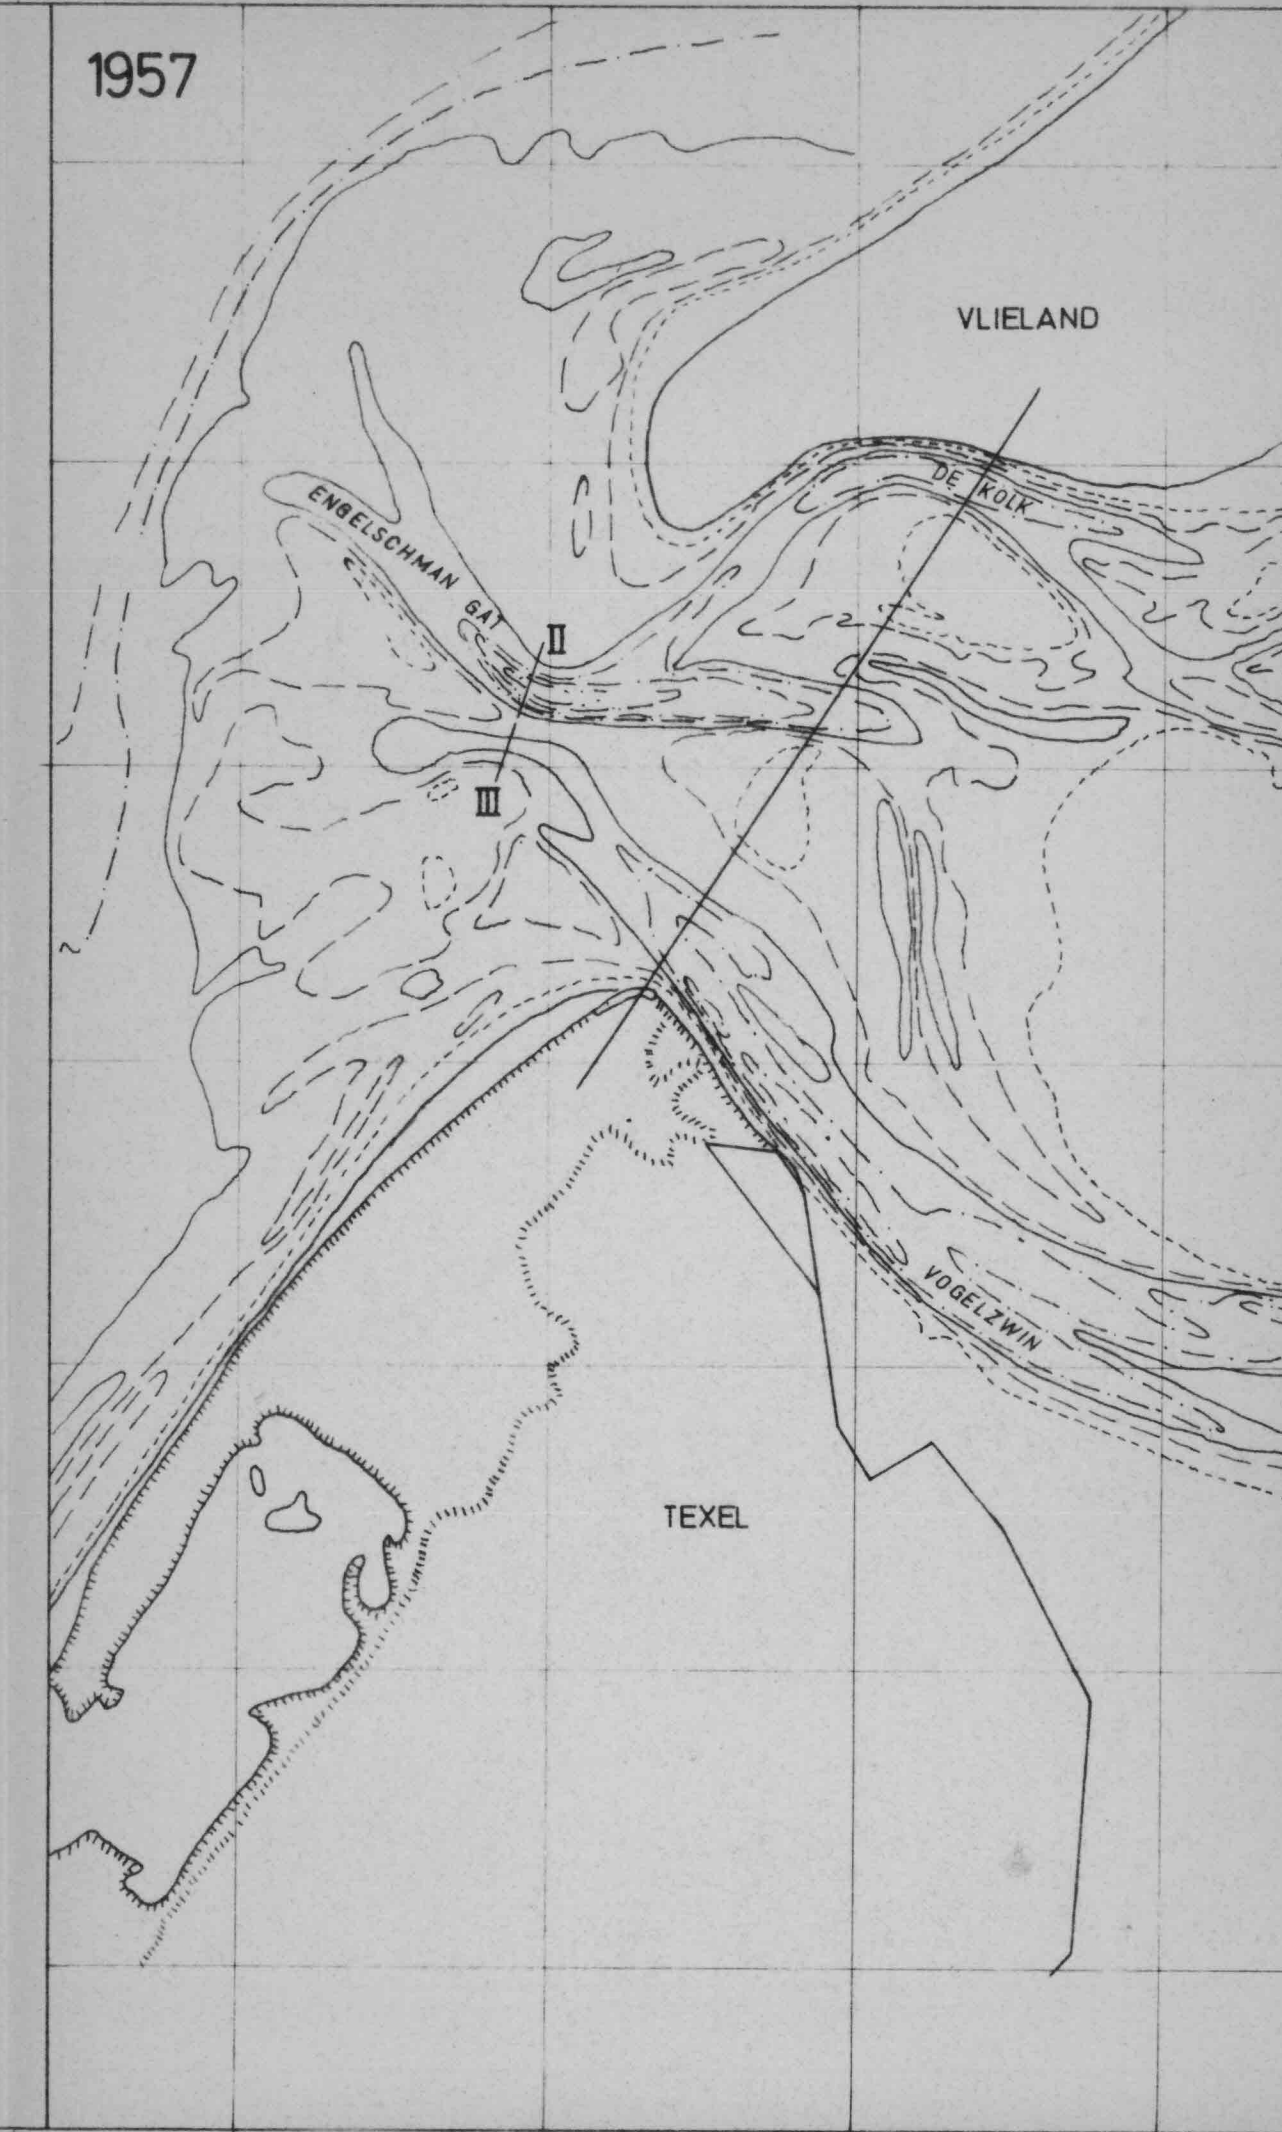 1957
VLIELAND
DE KOLK
ENGELSCHMAN GAT
II
III
VOGELZWIN
TEXEL